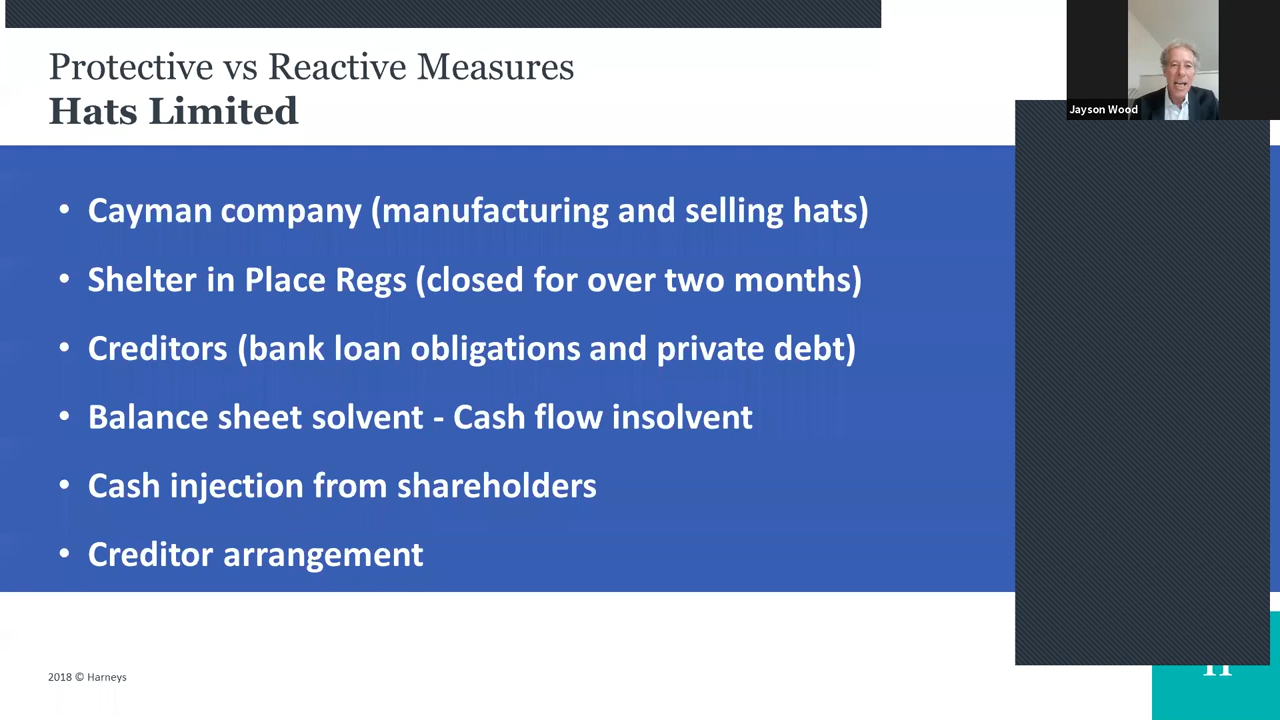 Protective vs Reactive Measures
Hats Limited
Jayson Wood
• Cayman company (manufacturing and selling hats)
• Shelter in Place Regs (closed for over two months)
• Creditors (bank loan obligations and private debt)
• Balance sheet solvent - Cash flow insolvent
• Cash injection from shareholders
• Creditor arrangement
2018 © Harneys